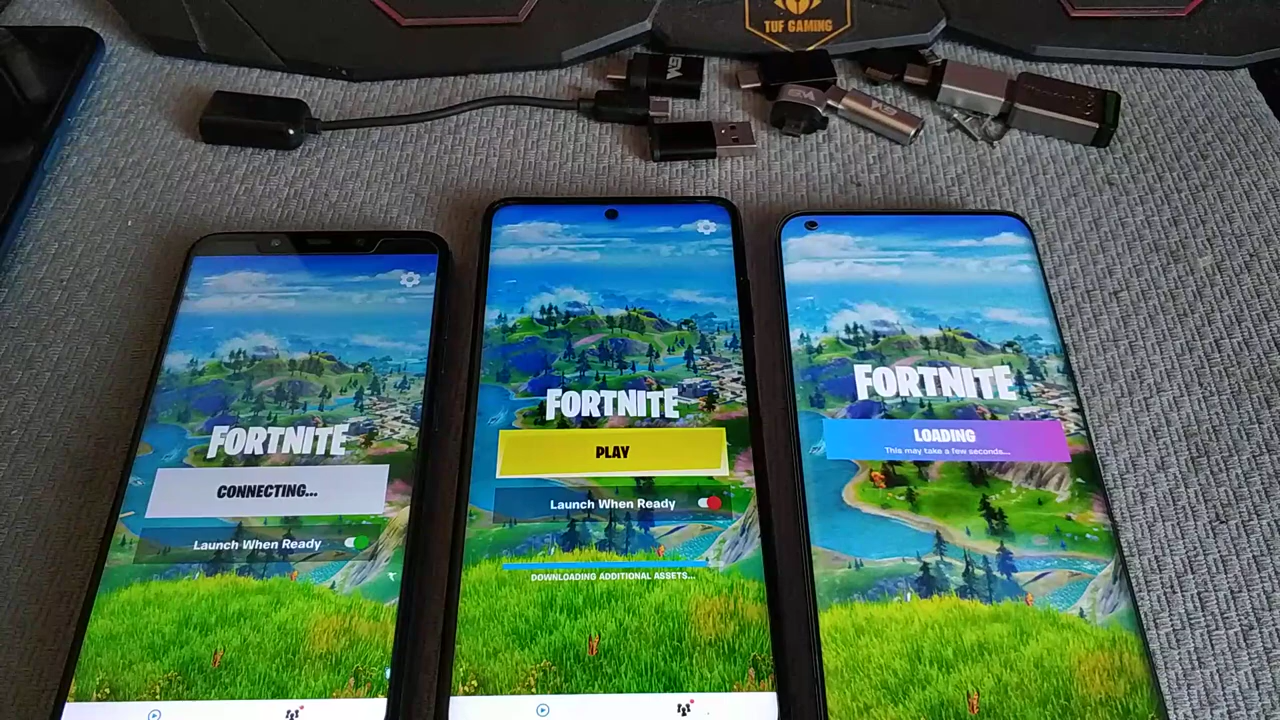 TUF GAMING
FORTNITE
CONNECTING...
Launch When Ready
FORTNITE
PLAY
Launch When Ready
DOWNLOADING ADDITIONAL ASSETS...
FORTNITE
LOADING
This may take a few seconds...